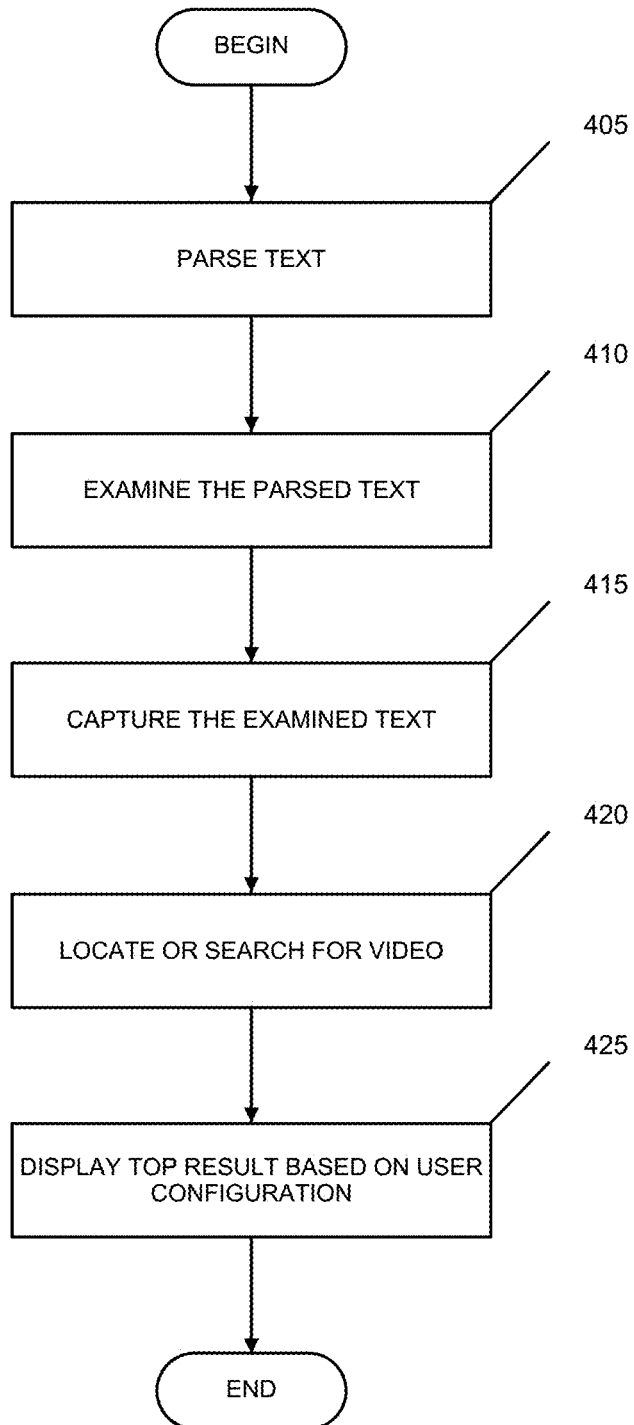 BEGIN
405
PARSE TEXT
410
EXAMINE THE PARSED TEXT
415
CAPTURE THE EXAMINED TEXT
420
LOCATE OR SEARCH FOR VIDEO
425
DISPLAY TOP RESULT BASED ON USER
CONFIGURATION
END